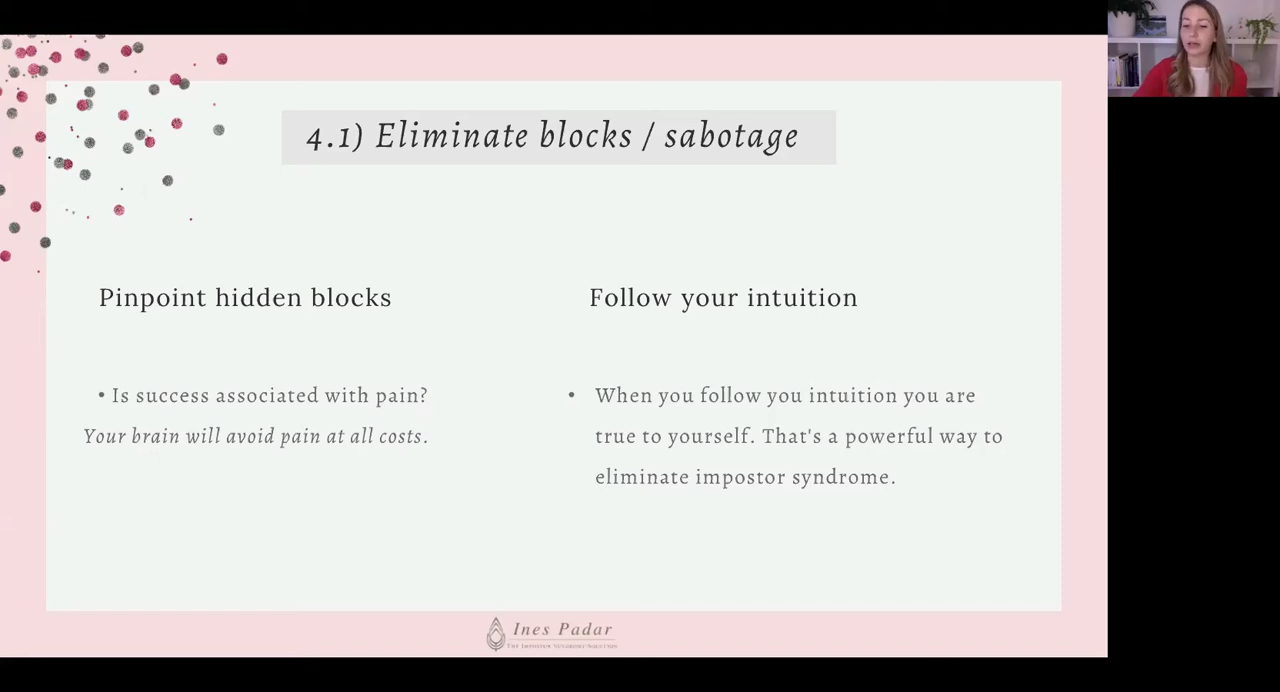 4.1) Eliminate blocks / sabotage
Pinpoint hidden blocks
• Is success associated with pain?
Your brain will avoid pain at all costs.
Follow your intuition
• When you follow you intuition you are
true to yourself. That's a powerful way to
eliminate impostor syndrome.
Ines Padar